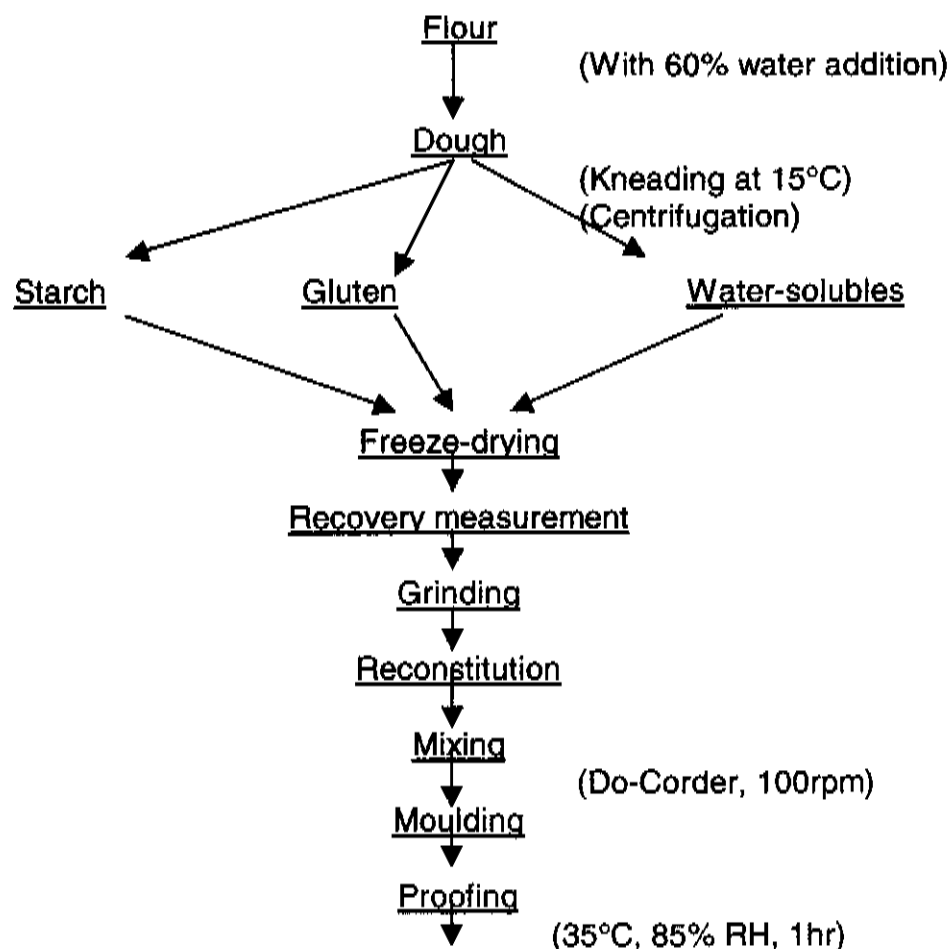 Flour
(With 60% water addition)
Dough
(Kneading at 15°C)
(Centrifugation)
Starch
Gluten
Water-solubles
Freeze-drying
Recovery measurement
Grinding
Reconstitution
Mixing
(Do-Corder, 100rpm)
Moulding
Proofing
(35°C, 85% RH, 1hr)